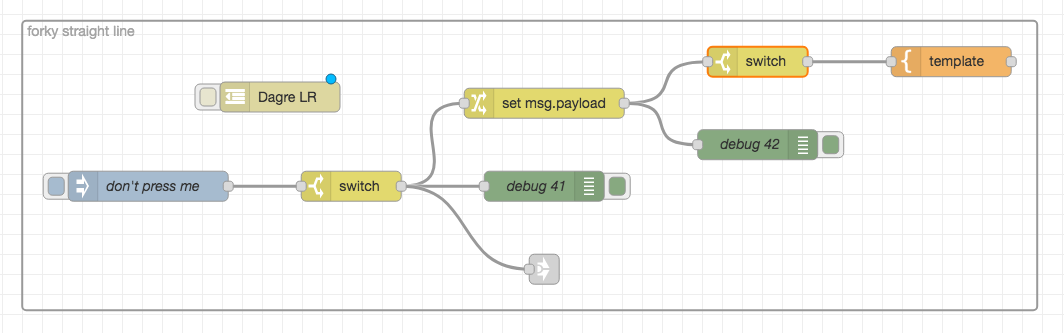 forky straight line
switch
template
Dagre LR
set msg.payload
debug 42
don't press me
switch
debug 41